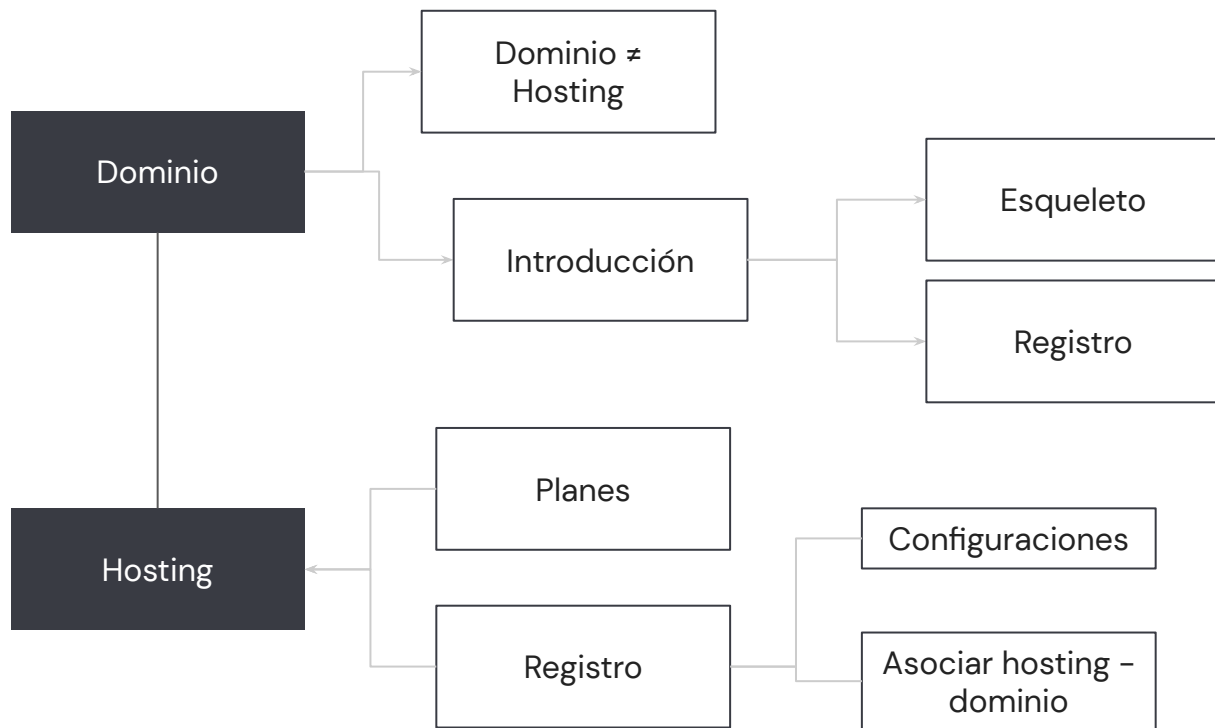 Dominio ≠
Hosting
Dominio
Introducción
Esqueleto
Registro
Planes
Hosting
Configuraciones
Registro
Asociar hosting –
dominio